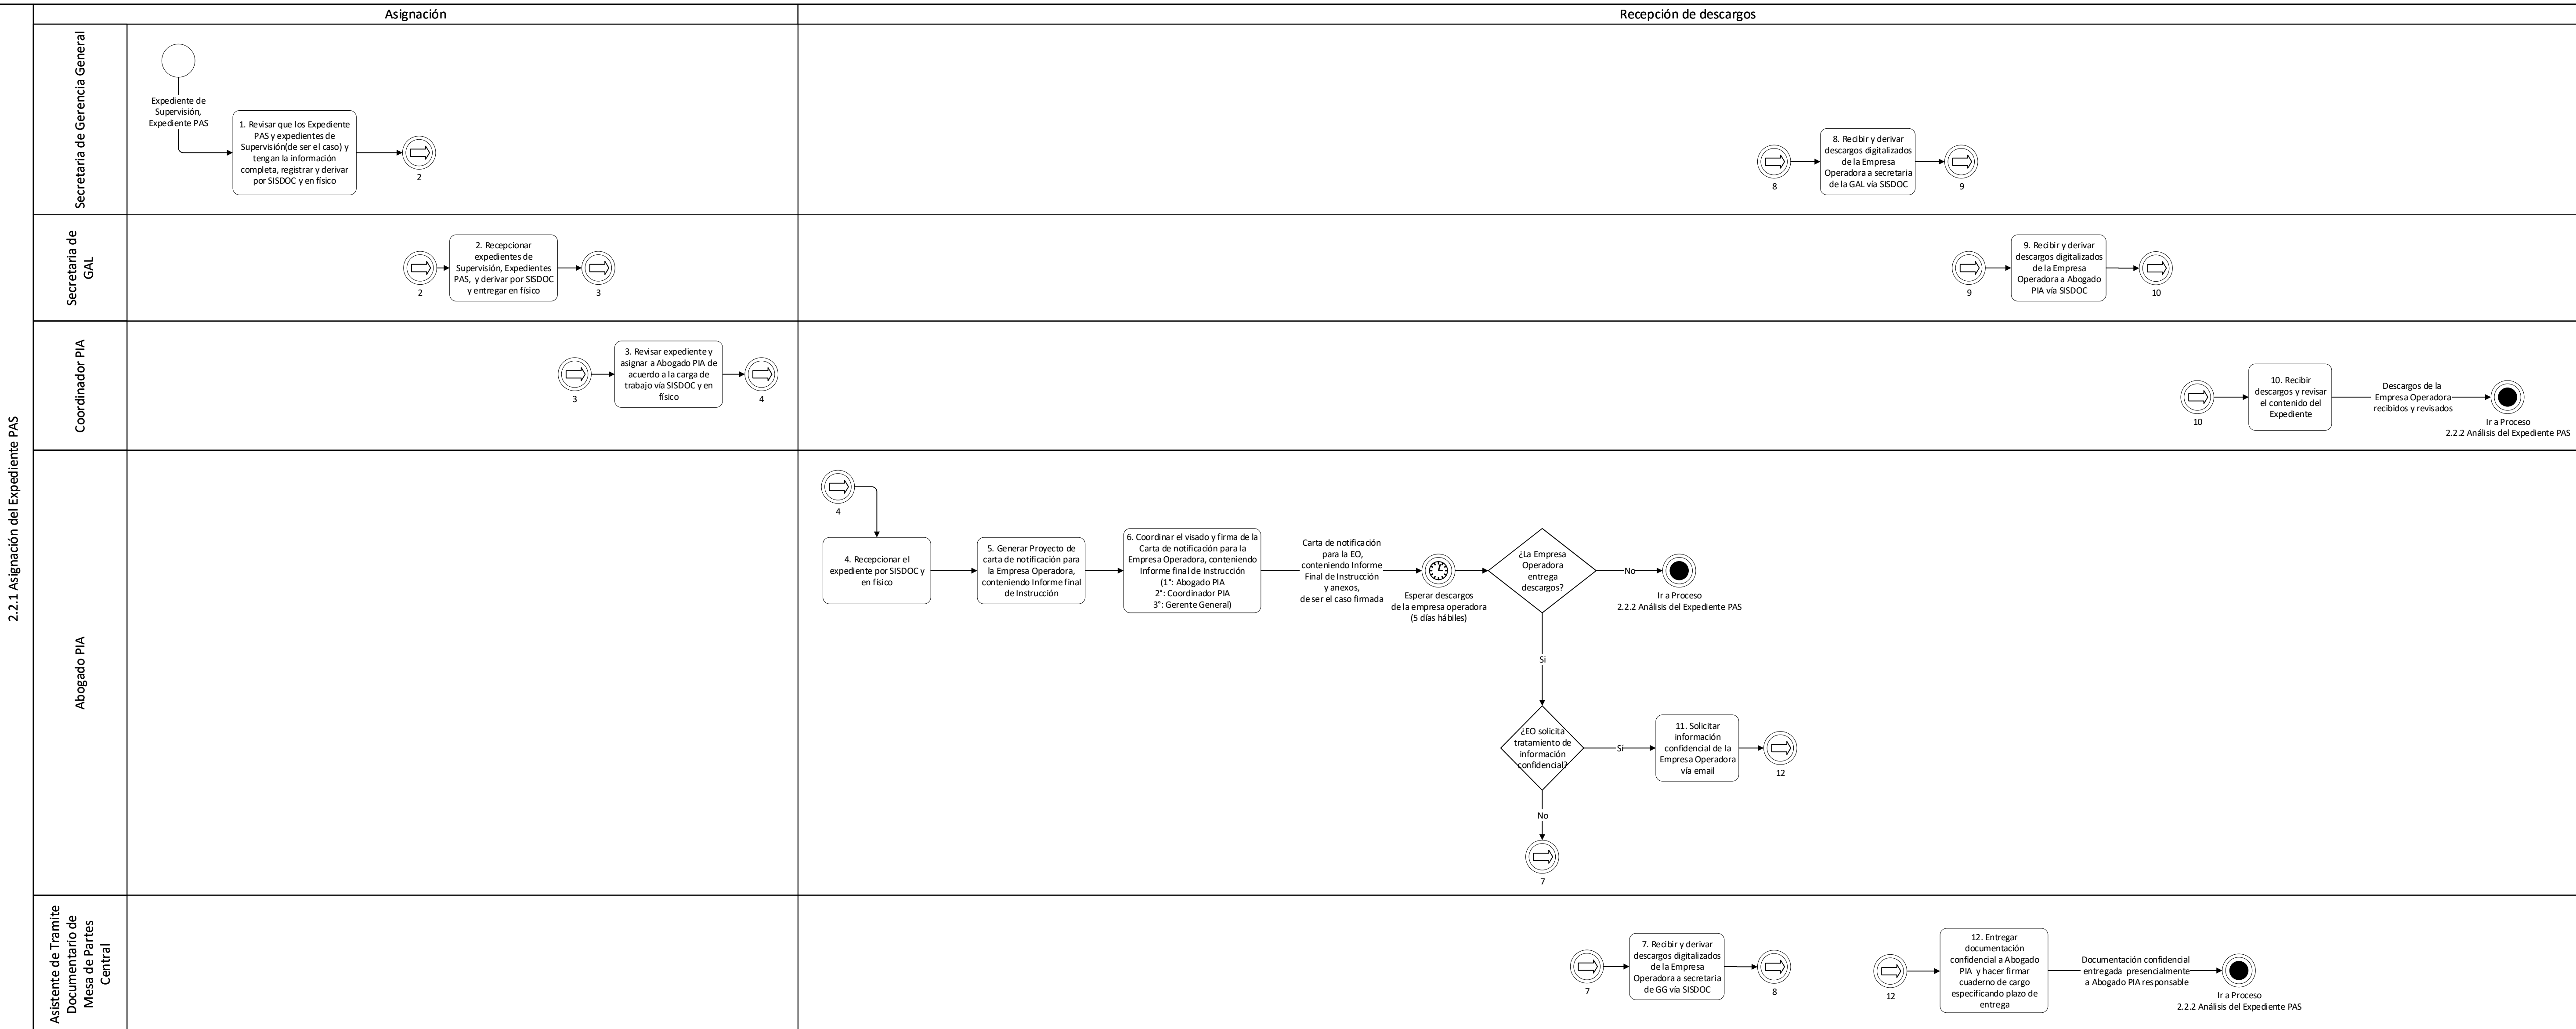 2.2.1 Asignación del Expediente PAS
Asignación
Recepción de descargos
Secretaria de Gerencia General
Expediente de
Supervisión,
Expediente PAS
1. Revisar que los Expediente
PAS y expedientes de
Supervisión(de ser el caso) y
tengan la información
completa, registrar y derivar
por SISDOC y en físico
2
8
8. Recibir y derivar
descargos digitalizados
de la Empresa
Operadora a secretaria
de la GAL vía SISDOC
9
Secretaria de
GAL
2
2. Recepcionar
expedientes de
Supervisión, Expedientes
PAS, y derivar por SISDOC
y entregar en físico
3
9
9. Recibir y derivar
descargos digitalizados
de la Empresa
Operadora a Abogado
PIA vía SISDOC
10
Coordinador PIA
3
3. Revisar expediente y
asignar a Abogado PIA de
acuerdo a la carga de
trabajo vía SISDOC y en
físico
4
10
10. Recibir
descargos y revisar
el contenido del
Expediente
Descargos de la
Empresa Operadora
recibidos y revisados
Ir a Proceso
2.2.2 Análisis del Expediente PAS
Abogado PIA
4
4. Recepcionar el
expediente por SISDOC y
en físico
5. Generar Proyecto de
carta de notificación para
la Empresa Operadora,
conteniendo Informe final
de Instrucción
6. Coordinar el visado y firma de la
Carta de notificación para la
Empresa Operadora, conteniendo
Informe final de Instrucción
(1°: Abogado PIA
2°: Coordinador PIA
3°: Gerente General)
Carta de notificación
para la EO,
conteniendo Informe
Final de Instrucción
y anexos,
de ser el caso firmada
Esperar descargos
de la empresa operadora
(5 días hábiles)
¿La Empresa
Operadora
entrega
descargos?
No
Ir a Proceso
2.2.2 Análisis del Expediente PAS
Si
¿EO solicita
tratamiento de
información
confidencial?
Sí
11. Solicitar
información
confidencial de la
Empresa Operadora
vía email
12
No
7
Asistente de Tramite
Documentario de
Mesa de Partes
Central
7
7. Recibir y derivar
descargos digitalizados
de la Empresa
Operadora a secretaria
de GG vía SISDOC
8
12
12. Entregar
documentación
confidencial a Abogado
PIA y hacer firmar
cuaderno de cargo
especificando plazo de
entrega
Documentación confidencial
entregada presencialmente
a Abogado PIA responsable
Ir a Proceso
2.2.2 Análisis del Expediente PAS